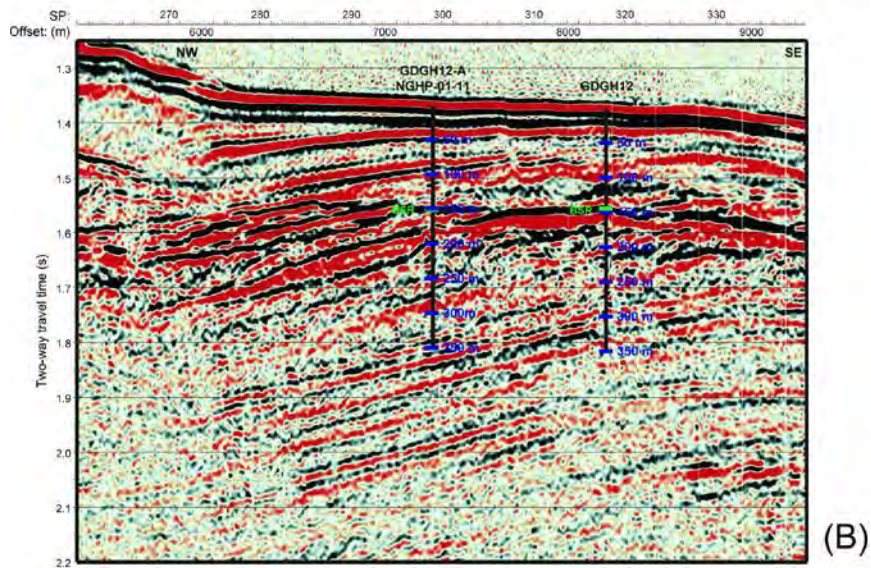 SP: 270 280 290 300 310 320 330
Offset: (m) 6000 7000 8000 9000
NW SE
GDGH12-A
NGHP-01-11 GDGH12
1.3
1.4
50 m 50 m
1.5
100 m 100 m
BSR BSR
1.6
200 m 200 m
250 m 250 m
1.7
300 m 300 m
1.8
350 m 350 m
1.9
2.0
2.1
2.2
Two-way travel time (s)
(B)